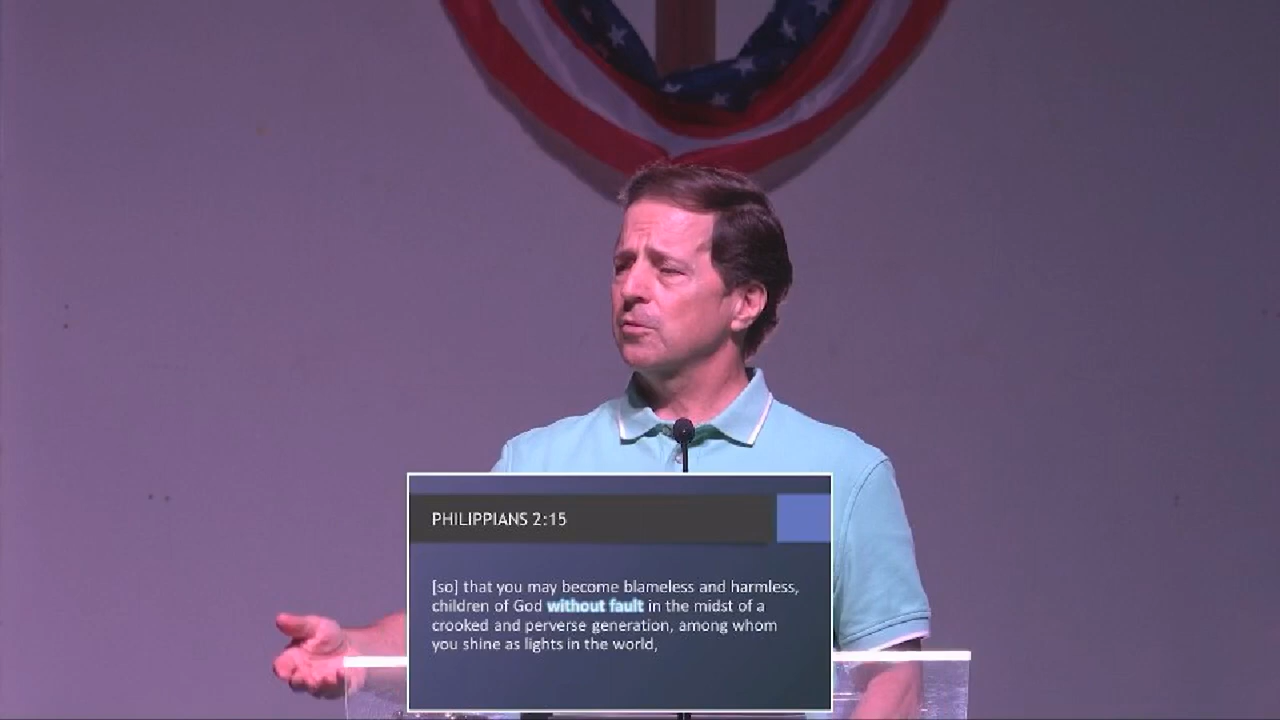 PHILIPPIANS 2:15
[so] that you may become blameless and harmless,
children of God without fault in the midst of a
crooked and perverse generation, among whom
you shine as lights in the world,